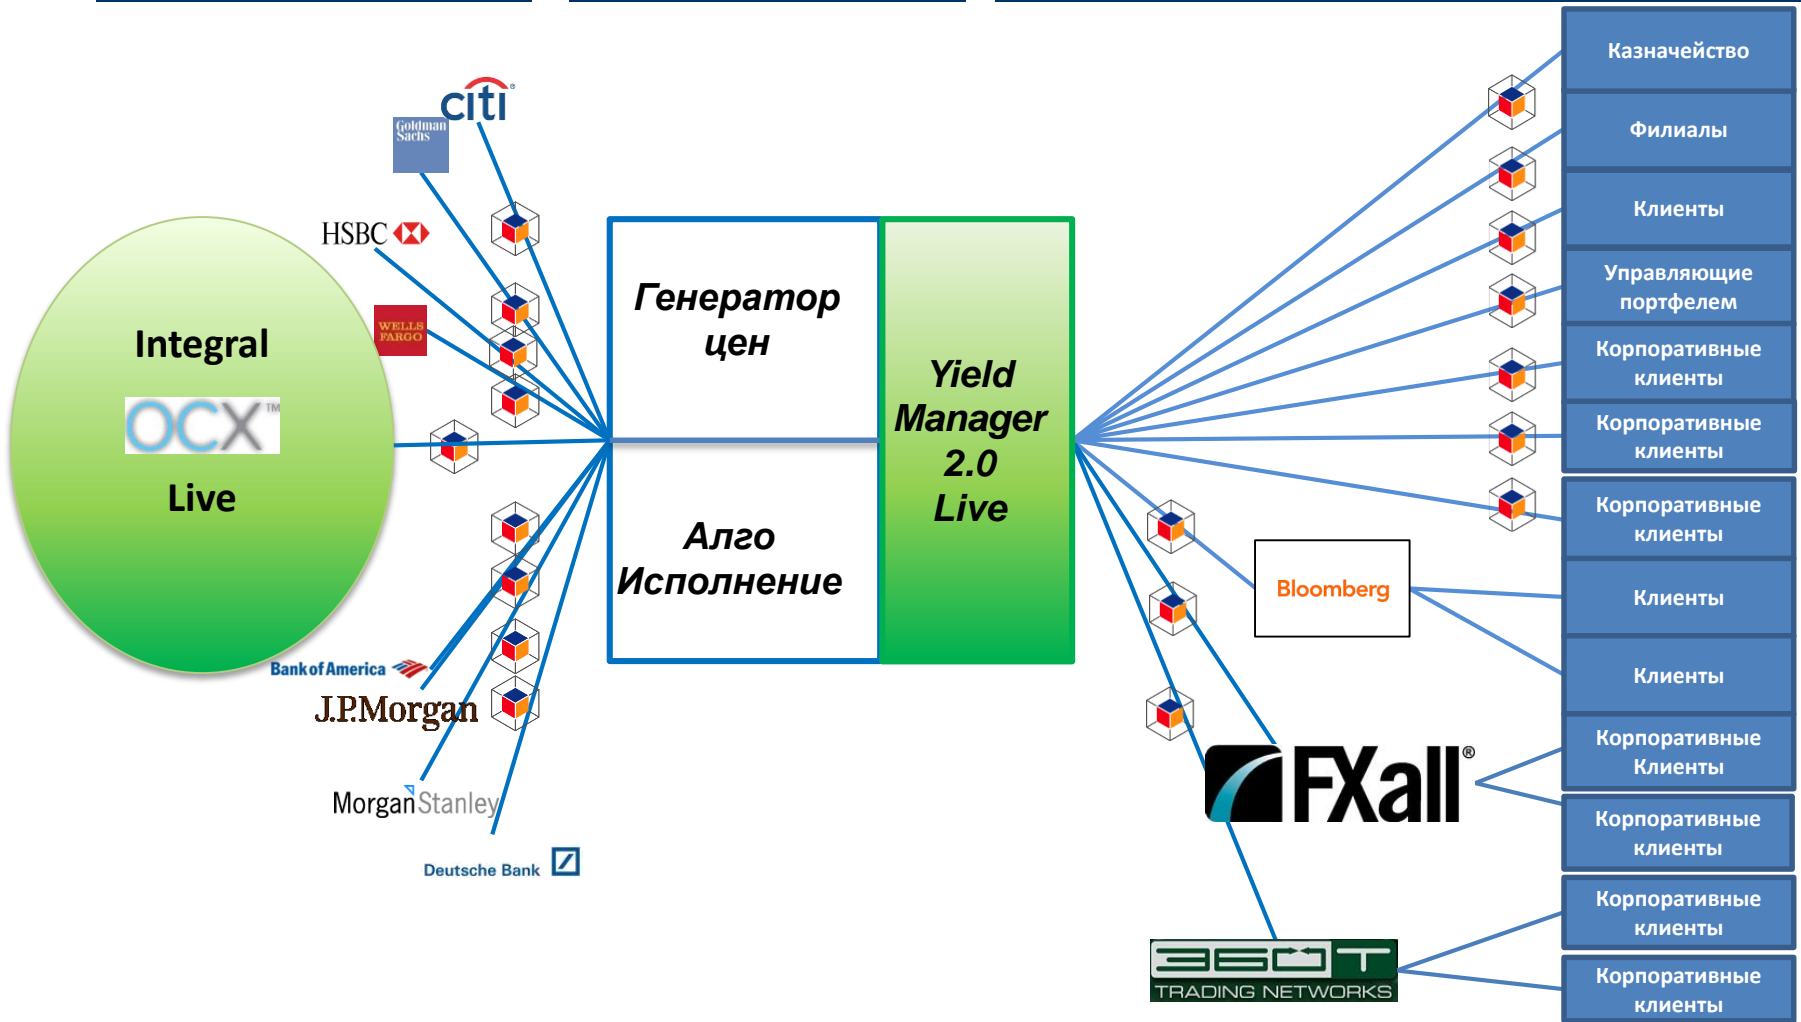 citi®
Goldman
Sachs
HSBC
WELLS
FARGO
Integral
OCX™
Live
Bank of America
J.P.Morgan
Morgan Stanley
Deutsche Bank
Генератор
цен
Алго
Исполнение
Yield
Manager
2.0
Live
Bloomberg
FXall®
360T
TRADING NETWORKS
Казначейство
Филиалы
Клиенты
Управляющие
портфелем
Корпоративные
клиенты
Корпоративные
клиенты
Корпоративные
клиенты
Клиенты
Клиенты
Корпоративные
Клиенты
Корпоративные
клиенты
Корпоративные
клиенты
Корпоративные
клиенты